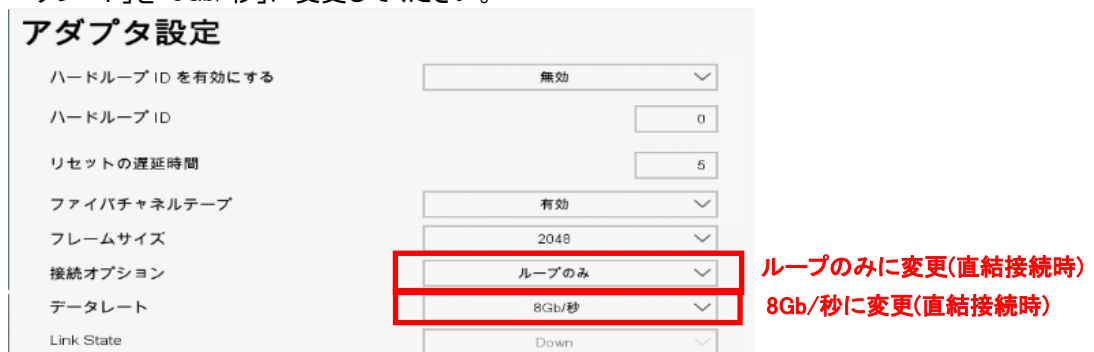 アダプタ設定
ハードループ ID を有効にする 無効
ハードループ ID 0
リセットの遅延時間 5
ファイバチャネルテープ 有効
フレームサイズ 2048
接続オプション ループのみ ループのみに変更(直結接続時)
データレート 8Gb/秒 8Gb/秒に変更(直結接続時)
Link State Down